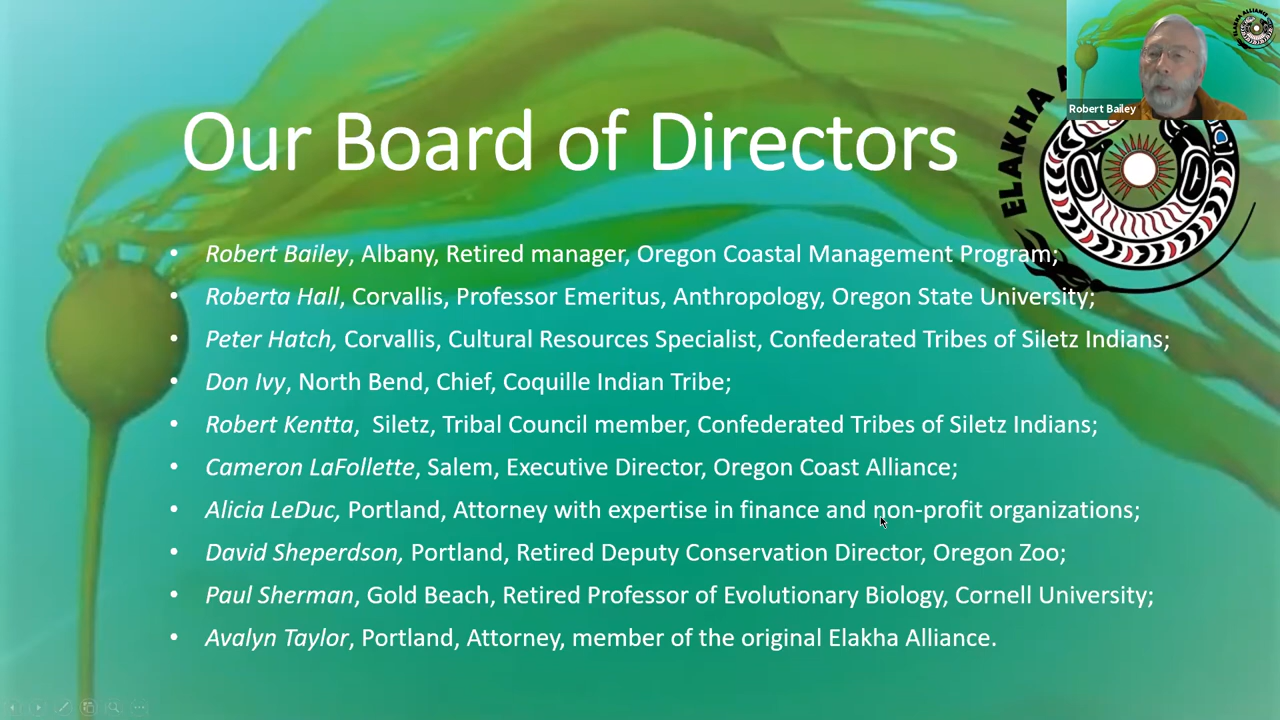 ELAKHA ALLIANCE
Robert Bailey
ELAKHA A
Our Board of Directors
• Robert Bailey, Albany, Retired manager, Oregon Coastal Management Program;
• Roberta Hall, Corvallis, Professor Emeritus, Anthropology, Oregon State University;
• Peter Hatch, Corvallis, Cultural Resources Specialist, Confederated Tribes of Siletz Indians;
• Don Ivy, North Bend, Chief, Coquille Indian Tribe;
• Robert Kentta,  Siletz, Tribal Council member, Confederated Tribes of Siletz Indians;
• Cameron LaFollette, Salem, Executive Director, Oregon Coast Alliance;
• Alicia LeDuc, Portland, Attorney with expertise in finance and non-profit organizations;
• David Sheperdson, Portland, Retired Deputy Conservation Director, Oregon Zoo;
• Paul Sherman, Gold Beach, Retired Professor of Evolutionary Biology, Cornell University;
• Avalyn Taylor, Portland, Attorney, member of the original Elakha Alliance.